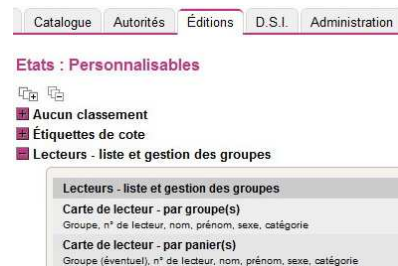 Catalogue Autorités Éditions D.S.I. Administration
Etats : Personnalisables
Aucun classement
Étiquettes de cote
Lecteurs - liste et gestion des groupes
Lecteurs - liste et gestion des groupes
Carte de lecteur - par groupe(s)
Groupe, n° de lecteur, nom, prénom, sexe, catégorie
Carte de lecteur - par panier(s)
Groupe (éventuel), n° de lecteur, nom, prénom, sexe, catégorie